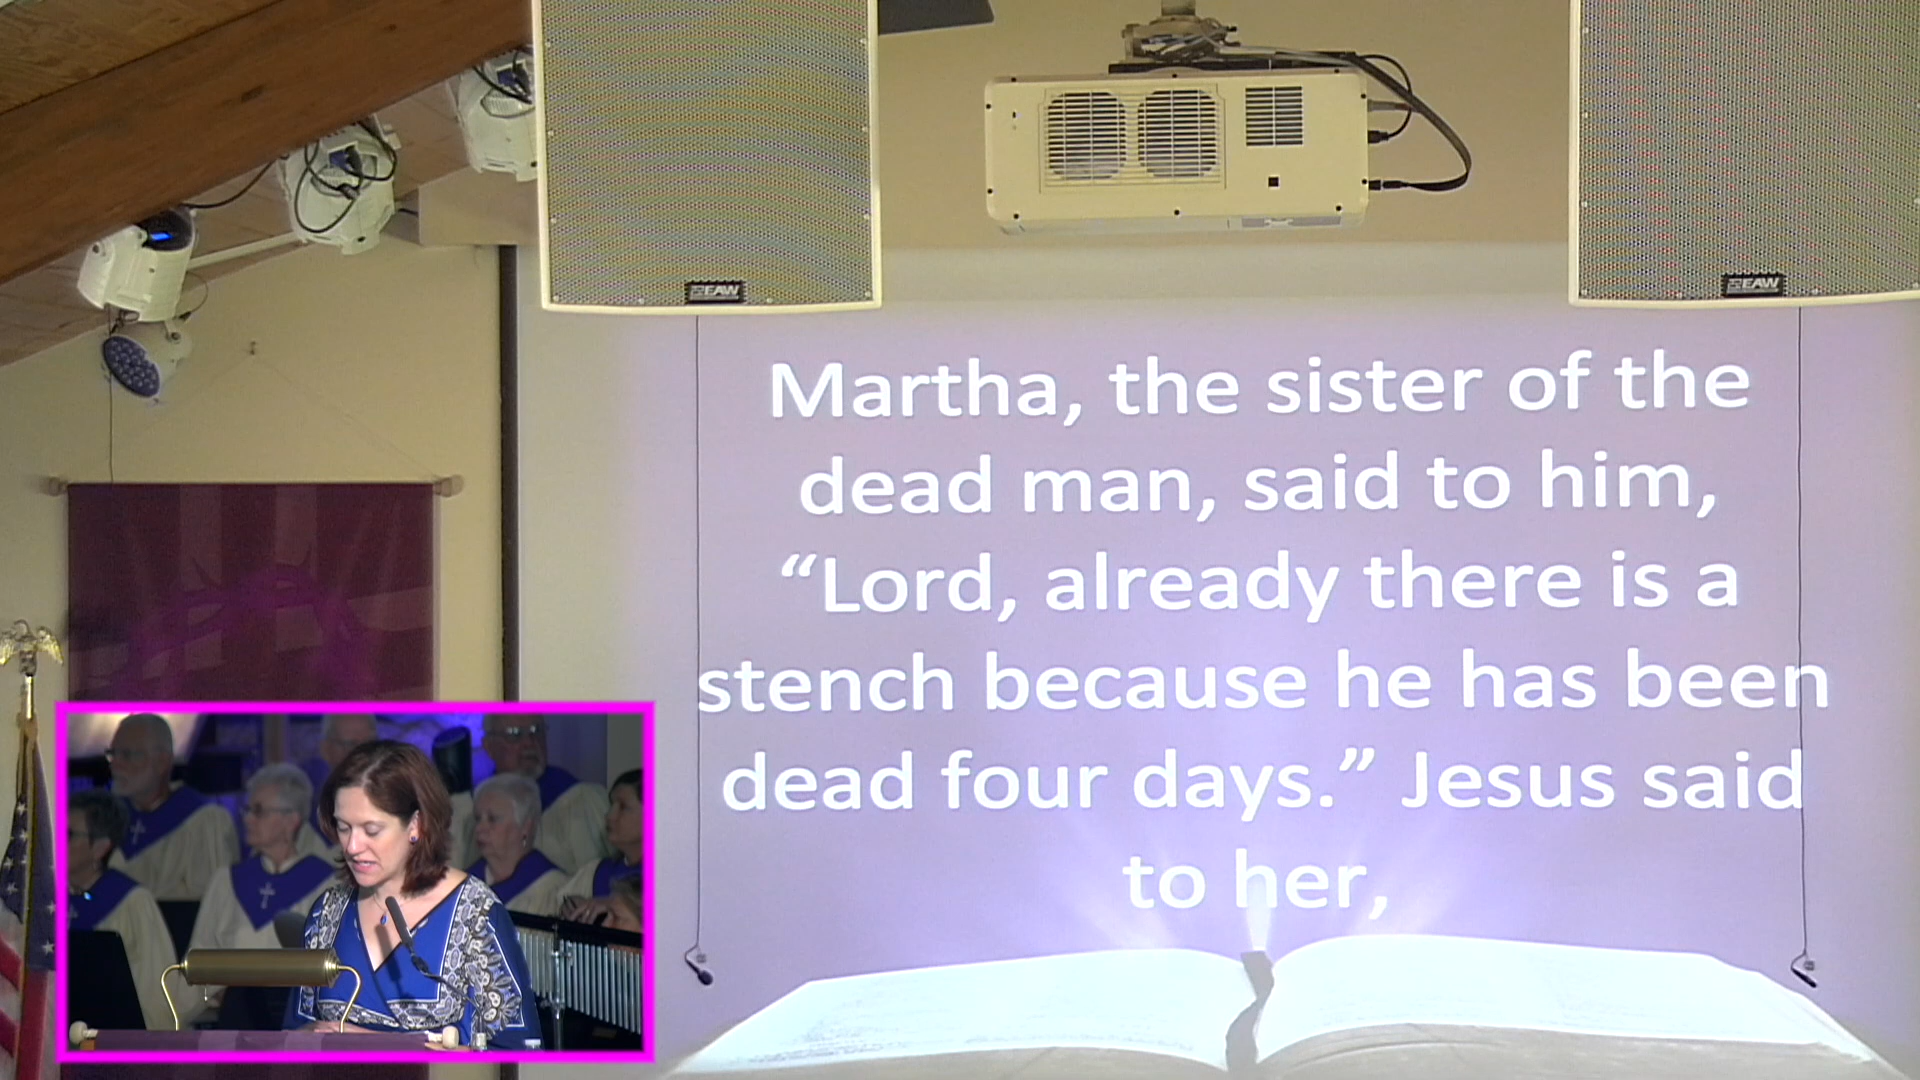 EAW
EAW
Martha, the sister of the
dead man, said to him,
“Lord, already there is a
stench because he has been
dead four days.” Jesus said
to her,